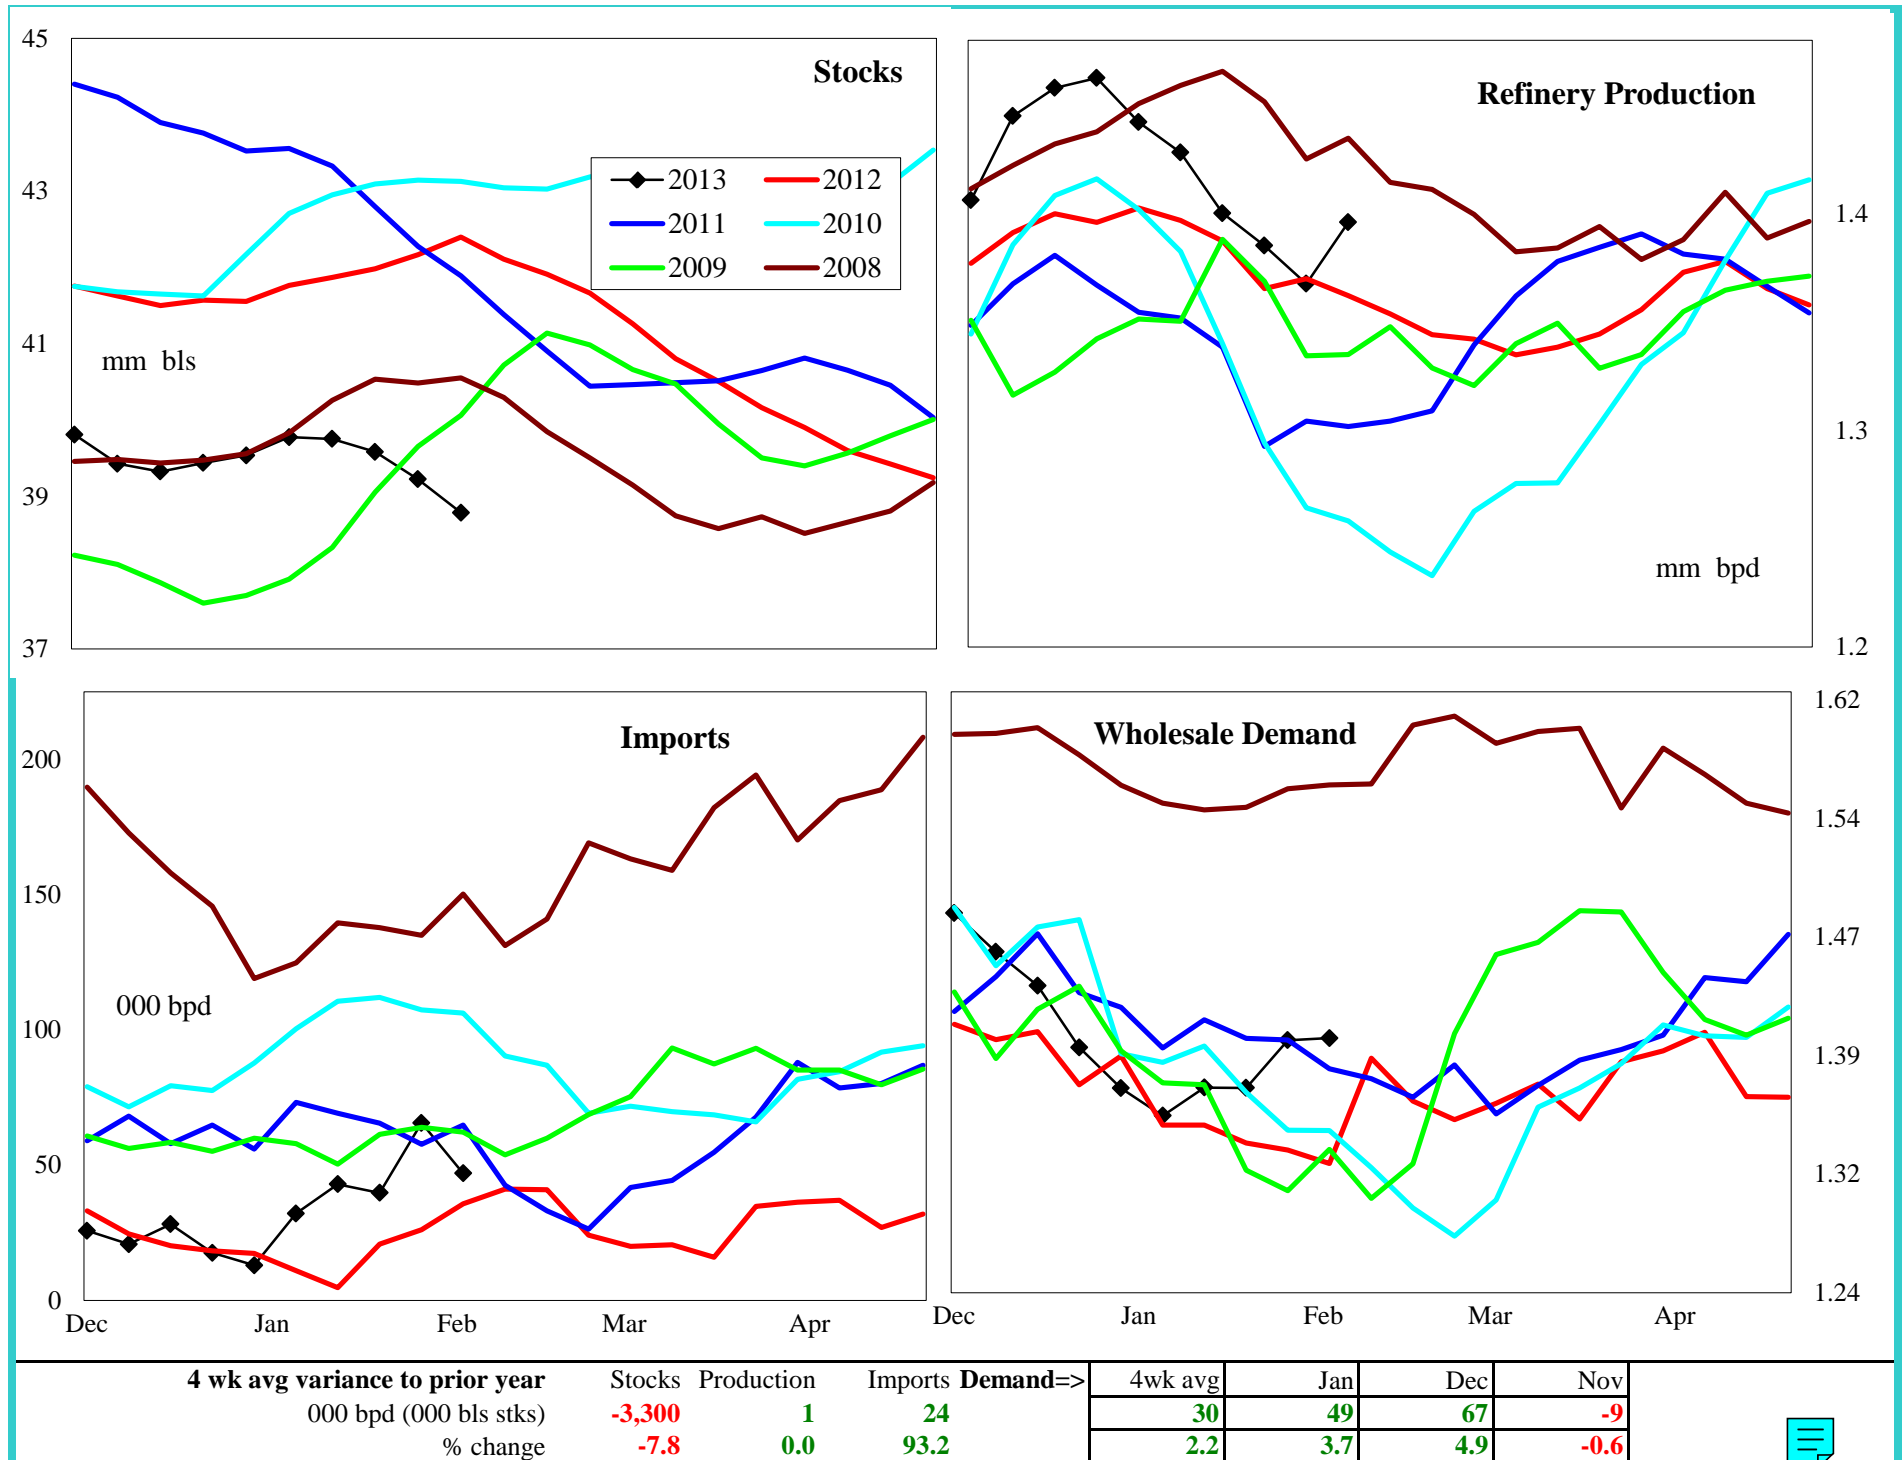 45
43
41
39
37
Stocks
mm bls
2013 2012
2011 2010
2009 2008
Refinery Production
mm bpd
1.4
1.3
1.2
200
150
100
50
0
Imports
000 bpd
Dec Jan Feb Mar Apr
Wholesale Demand
1.62
1.54
1.47
1.39
1.32
1.24
Dec Jan Feb Mar Apr
4 wk avg variance to prior year Stocks Production Imports Demand=> 4wk avg Jan Dec Nov
000 bpd (000 bls stks) -3,300 1 24 30 49 67 -9
% change -7.8 0.0 93.2 2.2 3.7 4.9 -0.6